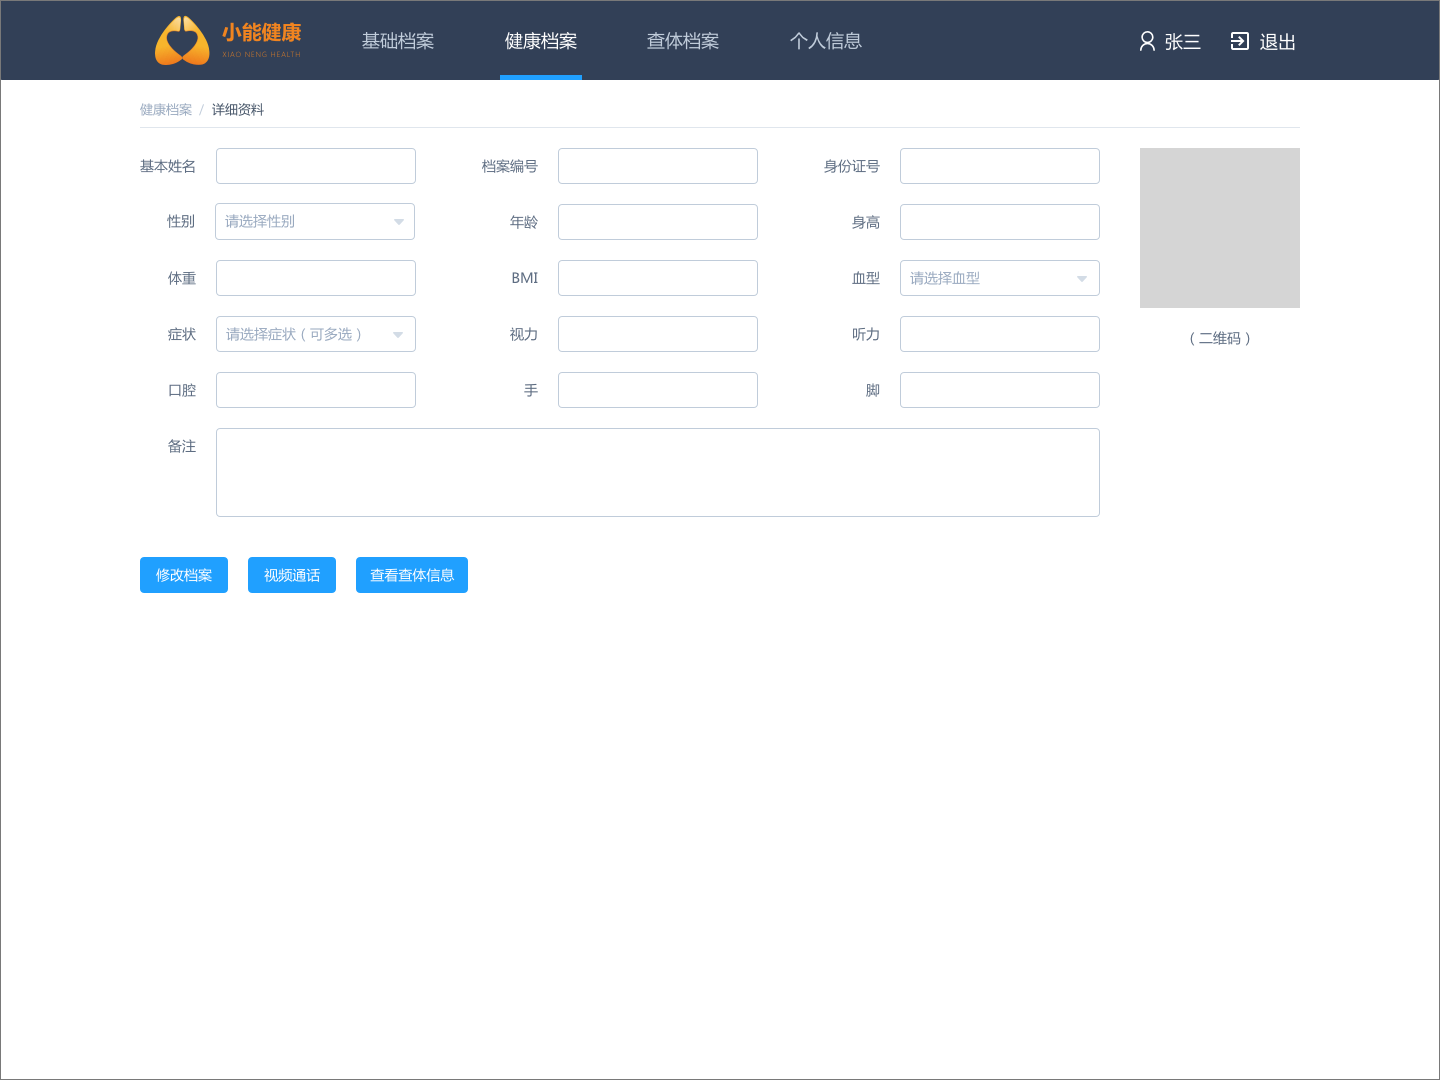 小能健康
XIAO NENG HEALTH
基础档案 健康档案 查体档案 个人信息 张三 退出
健康档案 / 详细资料
基本姓名 档案编号 身份证号
性别 请选择性别 年龄 身高
体重 BMI 血型 请选择血型
症状 请选择症状（可多选） 视力 听力
（二维码）
口腔 手 脚
备注
修改档案 视频通话 查看查体信息